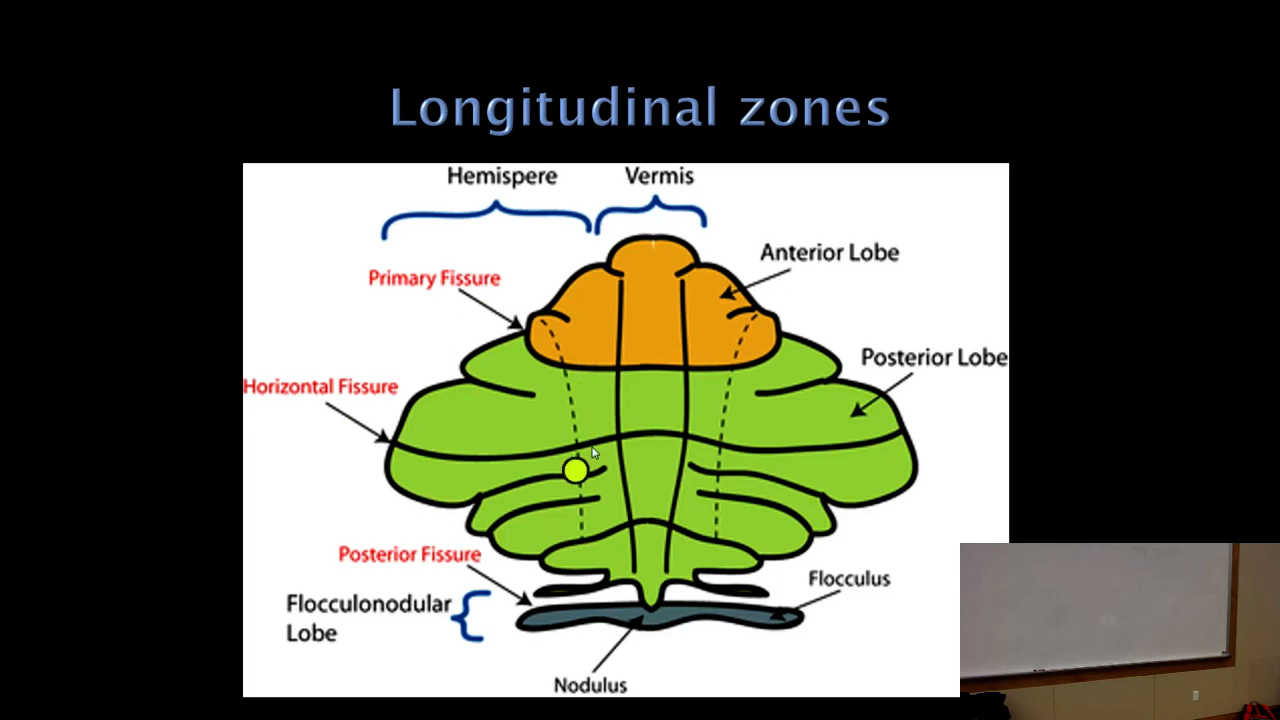 Longitudinal zones
Hemispere
Vermis
Anterior Lobe
Primary Fissure
Posterior Lobe
Horizontal Fissure
Posterior Fissure
Flocculus
Flocculonodular
Lobe
Nodulus